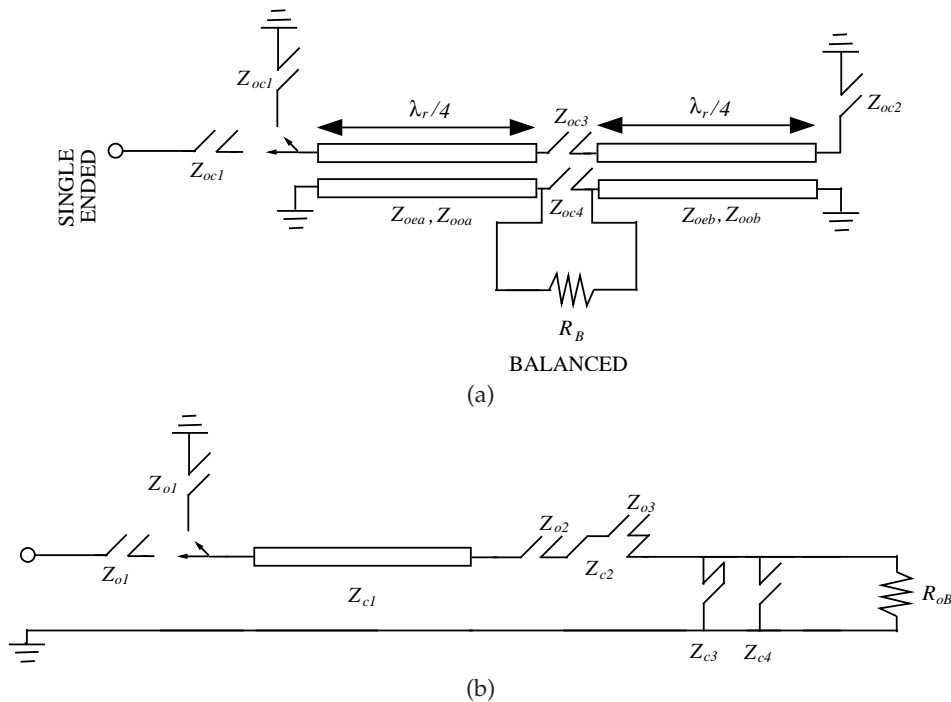 Z_oc1
λ_r/4
Z_oc3
λ_r/4
Z_oc2
SINGLE
ENDED
Z_oc1
Z_oea, Z_ooa
Z_oc4
Z_oeb, Z_oob
R_B
BALANCED
(a)
Z_o1
Z_o3
Z_o2
Z_o1
Z_c2
Z_c1
R_oB
Z_c3
Z_c4
(b)